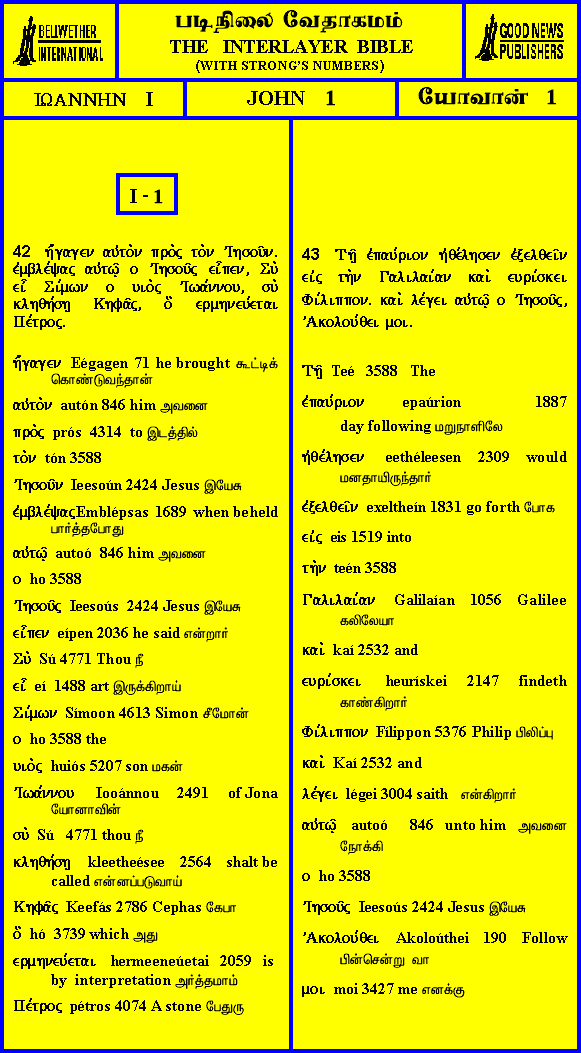 BELLWETHER
INTERNATIONAL
படிநிலை வேதாகமம்
THE INTERLAYER BIBLE
(WITH STRONG'S NUMBERS)
GOOD NEWS
PUBLISHERS
ΙΩΑΝΝΗΝ I
JOHN 1
யோவான் 1
I - 1
42 ἤγαγεν αὐτὸν πρὸς τὸν Ἰησοῦν.
ἐμβλέψας αὐτῷ ο Ἰησοῦς εἶπεν, Σὺ
εἶ Σίμων ο υιὸς Ἰωάννου, σὺ
κληθήσῃ Κηφᾶς, ὃ ερμηνεύεται
Πέτρος.
ἤγαγεν Eégagen 71 he brought கூட்டிக்
கொண்டுவந்தான்
αὐτὸν autón 846 him அவனை
πρὸς prós 4314 to இடத்தில்
τὸν tón 3588
Ἰησοῦν Ieesoún 2424 Jesus இயேசு
ἐμβλέψας Emblépsas 1689 when beheld
பார்த்தபோது
αὐτῷ autoó 846 him அவனை
ο ho 3588
Ἰησοῦς Ieesoús 2424 Jesus இயேசு
εἶπεν eípen 2036 he said என்றார்
Σὺ Sú 4771 Thou நீ
εἶ eí 1488 art இருக்கிறாய்
Σίμων Símoon 4613 Simon சீமோன்
ο ho 3588 the
υιὸς huiós 5207 son மகன்
Ἰωάννου Iooánnou 2491 of Jona
யோனாவின்
σὺ Sú 4771 thou நீ
κληθήσῃ kleetheésee 2564 shalt be
called என்னப்படுவாய்
Κηφᾶς Keefás 2786 Cephas கேபா
ὃ hó 3739 which அது
ερμηνεύεται hermeeneúetai 2059 is
by interpretation அர்த்தமாம்
Πέτρος pétros 4074 A stone பேதுரு
43 Τῇ ἐπαύριον ἠθέλησεν ἐξελθεῖν
εἰς τὴν Γαλιλαίαν καὶ ευρίσκει
Φίλιππον. καὶ λέγει αὐτῷ ο Ἰησοῦς,
Ἀκολούθει μοι.
Τῇ Teé 3588 The
ἐπαύριον epaúrion 1887
day following மறுநாளிலே
ἠθέλησεν eethéleesen 2309 would
மனதாயிருந்தார்
ἐξελθεῖν exeltheín 1831 go forth போக
εἰς eis 1519 into
τὴν teén 3588
Γαλιλαίαν Galilaían 1056 Galilee
கலிலேயா
καὶ kaí 2532 and
ευρίσκει heurískei 2147 findeth
காண்கிறார்
Φίλιππον Fílippon 5376 Philip பிலிப்பு
καὶ Kaí 2532 and
λέγει légei 3004 saith என்கிறார்
αὐτῷ autoó 846 unto him அவனை
நோக்கி
ο ho 3588
Ἰησοῦς Ieesoús 2424 Jesus இயேசு
Ἀκολούθει Akoloúthei 190 Follow
பின்சென்று வா
μοι moi 3427 me எனக்கு